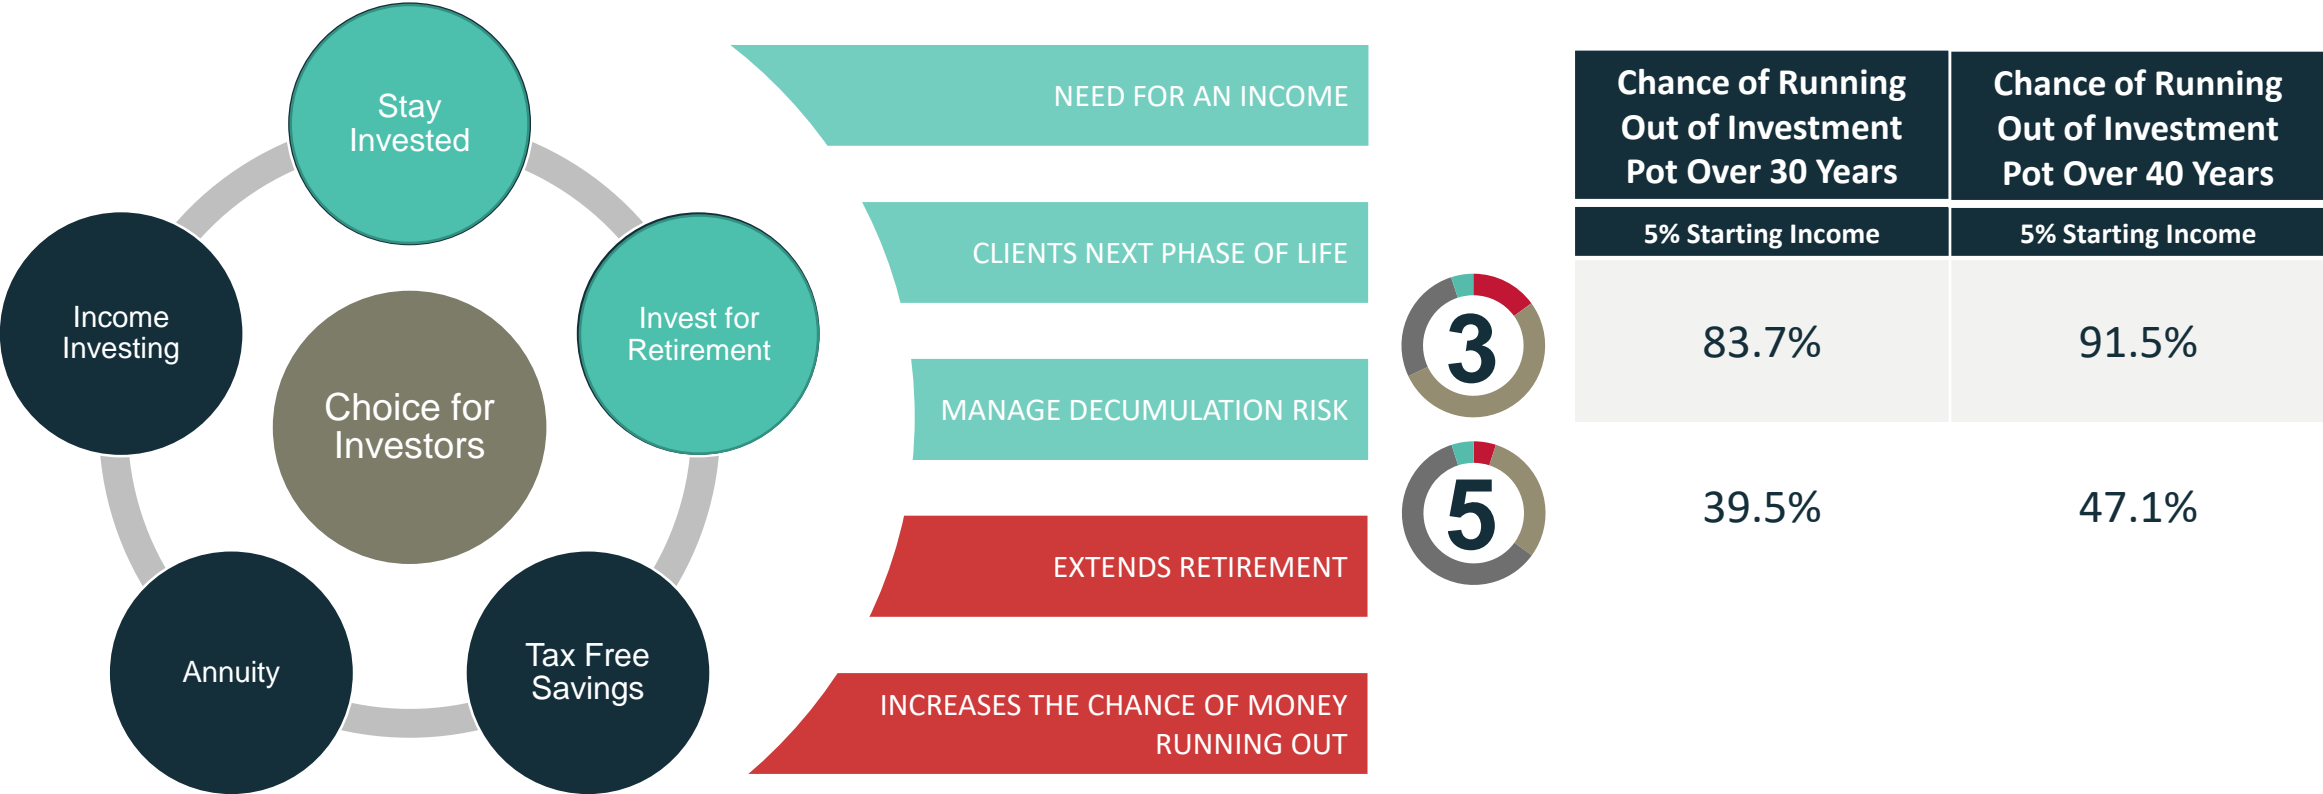 Stay
Invested
Invest for
Retirement
Tax Free
Savings
Annuity
Income
Investing
Choice for
Investors
NEED FOR AN INCOME
CLIENTS NEXT PHASE OF LIFE
MANAGE DECUMULATION RISK
EXTENDS RETIREMENT
INCREASES THE CHANCE OF MONEY
RUNNING OUT
Chance of Running
Out of Investment
Pot Over 30 Years
Chance of Running
Out of Investment
Pot Over 40 Years
5% Starting Income
5% Starting Income
3
83.7%
91.5%
5
39.5%
47.1%